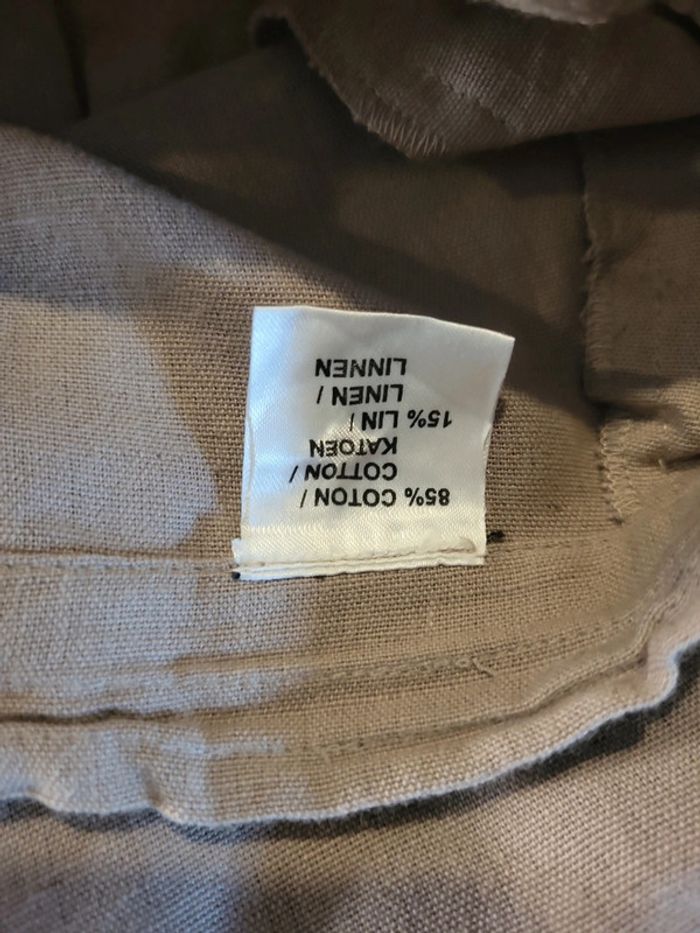 85% COTON /
COTTON /
KATOEN
15% LIN /
LINEN /
LINNEN